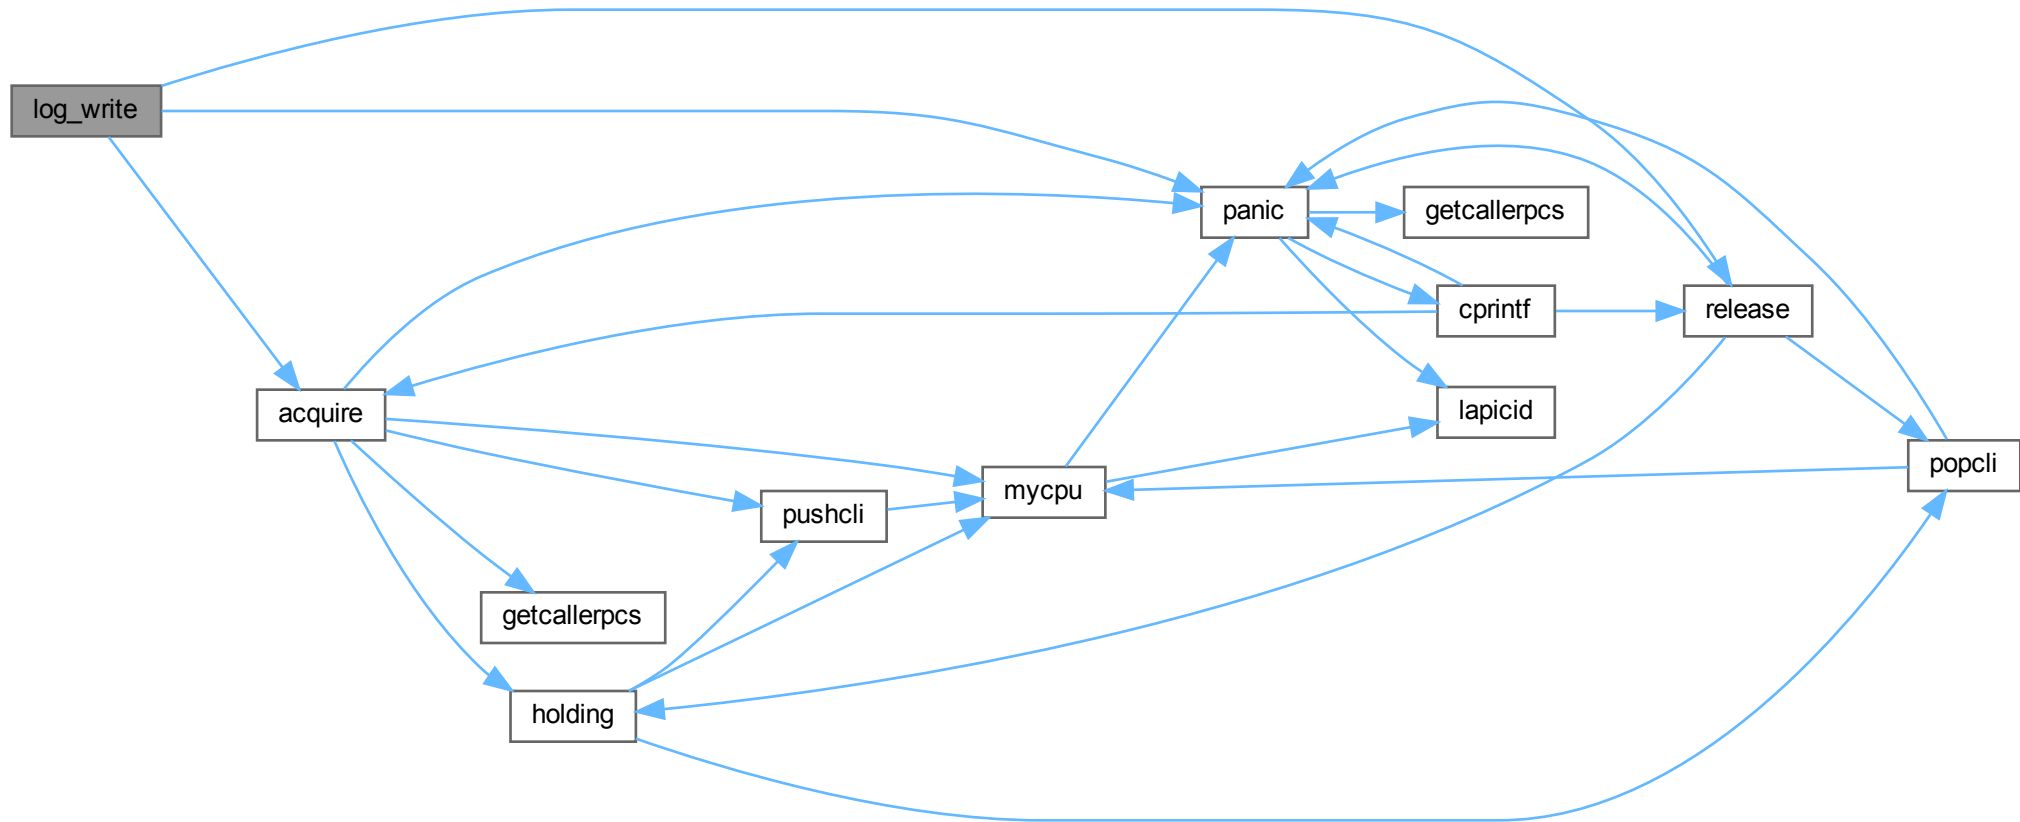 log_write
panic
getcallerpcs
cprintf
release
acquire
lapicid
mycpu
popcli
pushcli
getcallerpcs
holding